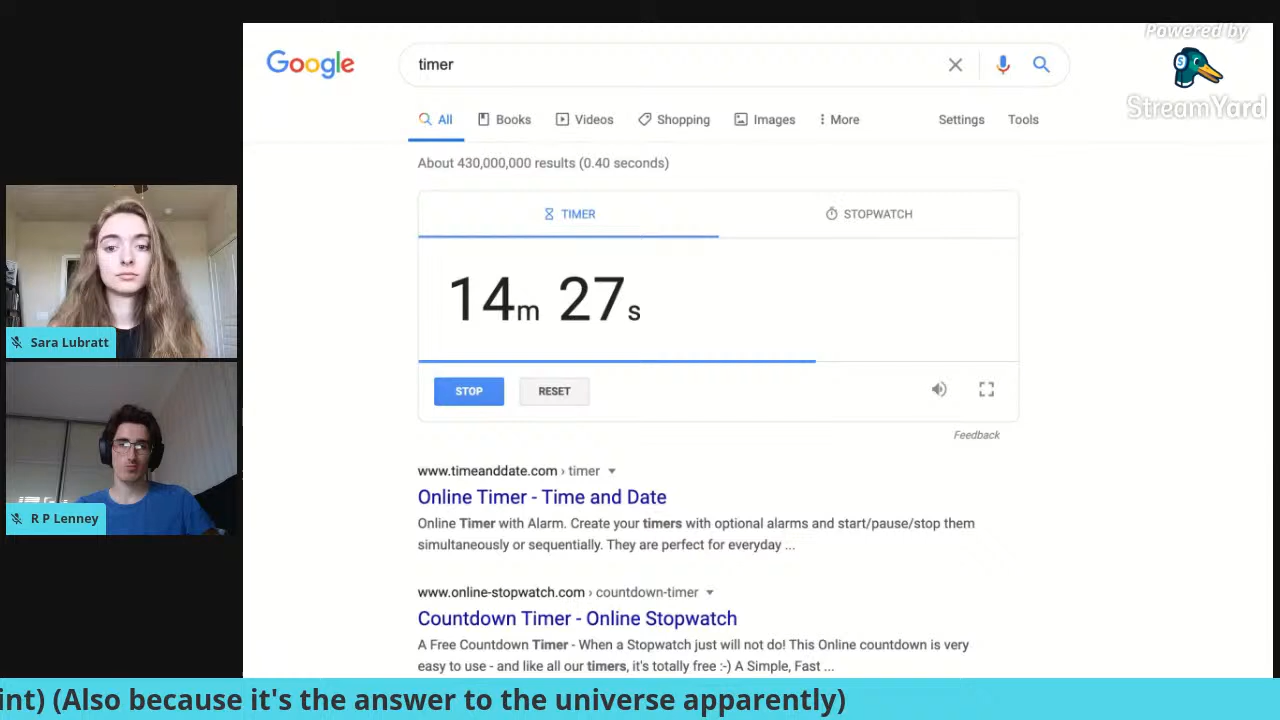 Powered by
StreamYard
Google
timer
All
Books
Videos
Shopping
Images
More
Settings
Tools
About 430,000,000 results (0.40 seconds)
TIMER
STOPWATCH
14m 27s
STOP
RESET
Feedback
www.timeanddate.com › timer
Online Timer - Time and Date
Online Timer with Alarm. Create your timers with optional alarms and start/pause/stop them
simultaneously or sequentially. They are perfect for everyday ...
www.online-stopwatch.com › countdown-timer
Countdown Timer - Online Stopwatch
A Free Countdown Timer - When a Stopwatch just will not do! This Online countdown is very
easy to use - and like all our timers, it's totally free :-) A Simple, Fast ...
Sara Lubratt
R P Lenney
int) (Also because it's the answer to the universe apparently)